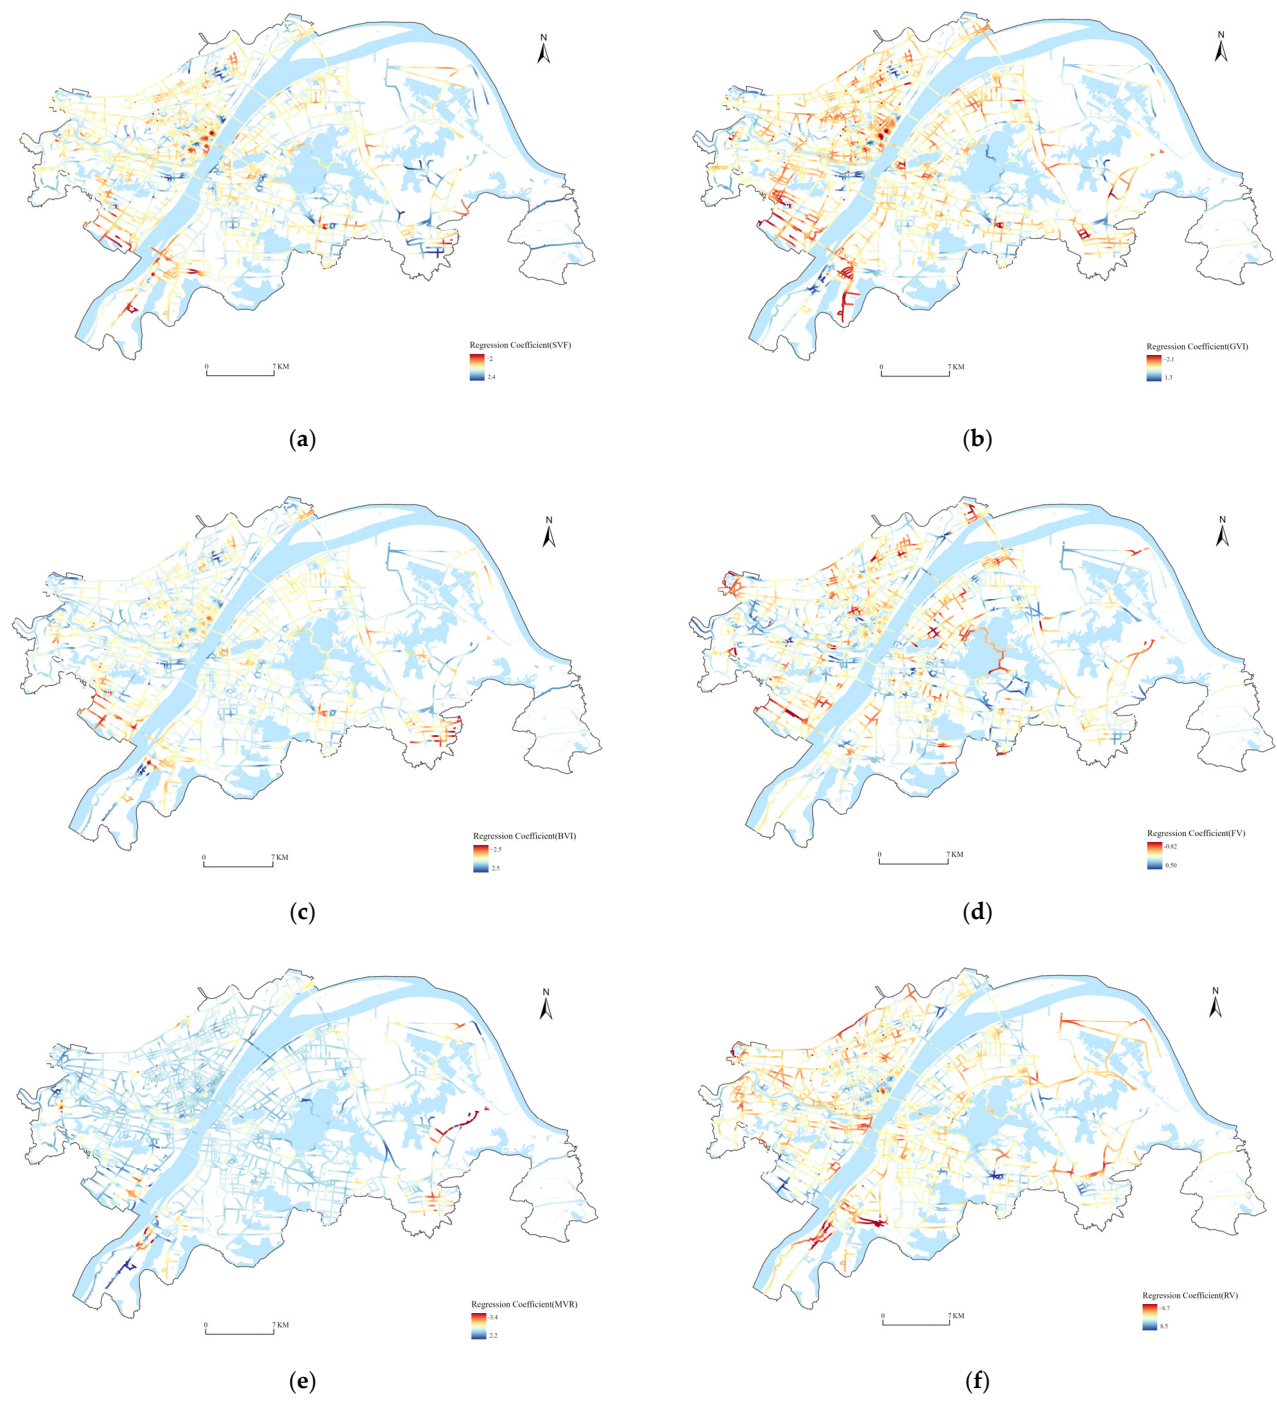 N
Regression Coefficient(SVF)
−2
2.4
0 7 KM
(a)
N
Regression Coefficient(GVI)
−2.1
1.3
0 7 KM
(b)
N
Regression Coefficient(BVI)
−2.5
2.5
0 7 KM
(c)
N
Regression Coefficient(FV)
-0.82
0.50
0 7 KM
(d)
N
Regression Coefficient(MVR)
-3.4
2.2
0 7 KM
(e)
N
Regression Coefficient(RV)
-8.7
8.5
0 7 KM
(f)